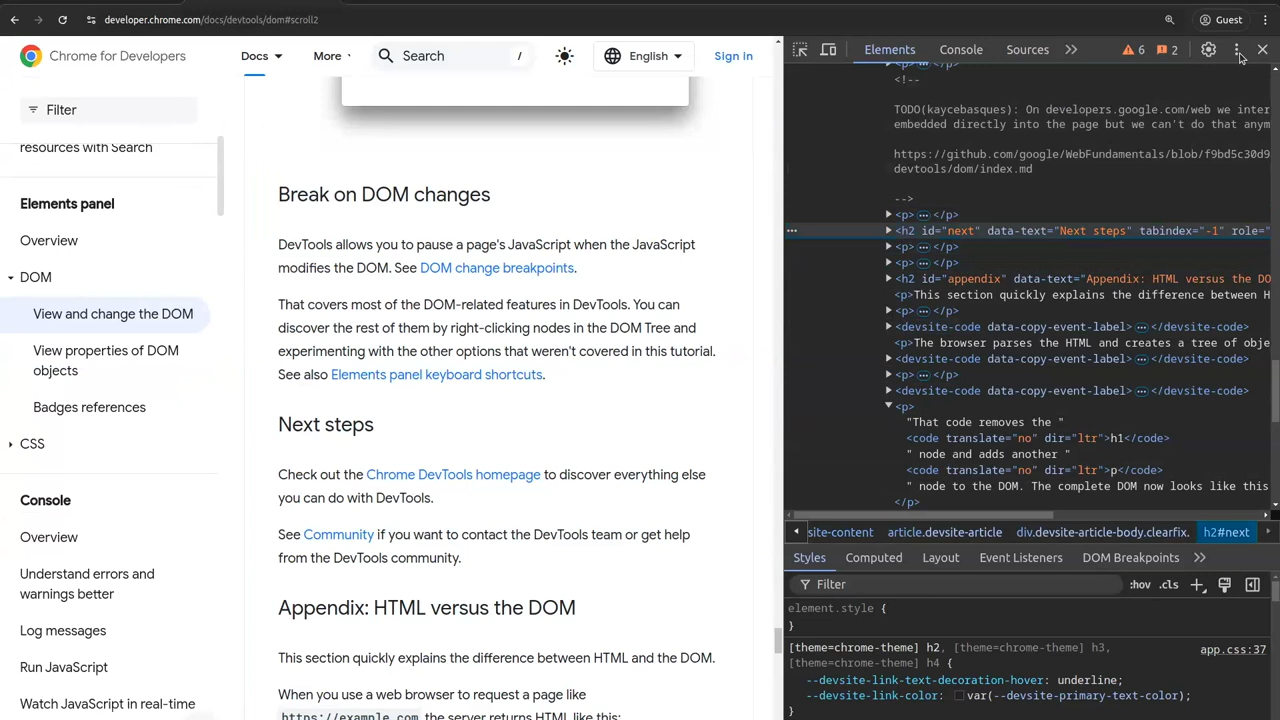 developer.chrome.com/docs/devtools/dom#scroll2
Guest
Chrome for Developers
Docs
More
Search
/
English
Sign in
Filter
resources with Search
Elements panel
Overview
DOM
View and change the DOM
View properties of DOM
objects
Badges references
CSS
Console
Overview
Understand errors and
warnings better
Log messages
Run JavaScript
Watch JavaScript in real-time
Break on DOM changes
DevTools allows you to pause a page's JavaScript when the JavaScript
modifies the DOM. See DOM change breakpoints.
That covers most of the DOM-related features in DevTools. You can
discover the rest of them by right-clicking nodes in the DOM Tree and
experimenting with the other options that weren't covered in this tutorial.
See also Elements panel keyboard shortcuts.
Next steps
Check out the Chrome DevTools homepage to discover everything else
you can do with DevTools.
See Community if you want to contact the DevTools team or get help
from the DevTools community.
Appendix: HTML versus the DOM
This section quickly explains the difference between HTML and the DOM.
When you use a web browser to request a page like
https://example.com the server returns HTML like this:
Elements
Console
Sources
6
2
<p> </p>
<!--
TODO(kaycebasques): On developers.google.com/web we inter
embedded directly into the page but we can't do that anym
https://github.com/google/WebFundamentals/blob/f9bd5c30d9
devtools/dom/index.md
-->
<p>…</p>
<h2 id="next" data-text="Next steps" tabindex="-1" role="
<p>…</p>
<p>…</p>
<h2 id="appendix" data-text="Appendix: HTML versus the DO
<p>This section quickly explains the difference between H
<p>…</p>
<devsite-code data-copy-event-label>…</devsite-code>
<p>The browser parses the HTML and creates a tree of obje
<devsite-code data-copy-event-label>…</devsite-code>
<p>…</p>
<devsite-code data-copy-event-label>…</devsite-code>
<p>
"That code removes the "
<code translate="no" dir="ltr">h1</code>
" node and adds another "
<code translate="no" dir="ltr">p</code>
" node to the DOM. The complete DOM now looks like this
</p>
site-content article.devsite-article div.devsite-article-body.clearfix. h2#next
Styles Computed Layout Event Listeners DOM Breakpoints
Filter
:hov .cls
element.style {
}
[theme=chrome-theme] h2, [theme=chrome-theme] h3, app.css:37
[theme=chrome-theme] h4 {
--devsite-link-text-decoration-hover: underline;
--devsite-link-color: var(--devsite-primary-text-color);
}